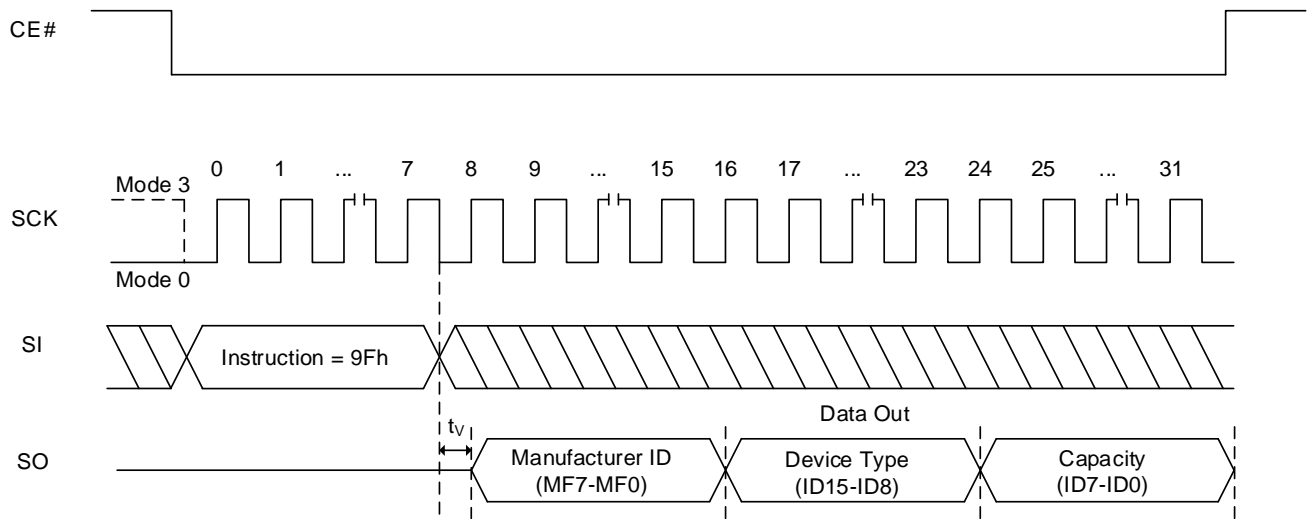 CE#
0 1 ... 7 8 9 ... 15 16 17 ... 23 24 25 ... 31
Mode 3
SCK
Mode 0
SI
Instruction = 9Fh
Data Out
tV
SO
Manufacturer ID
(MF7-MF0)
Device Type
(ID15-ID8)
Capacity
(ID7-ID0)